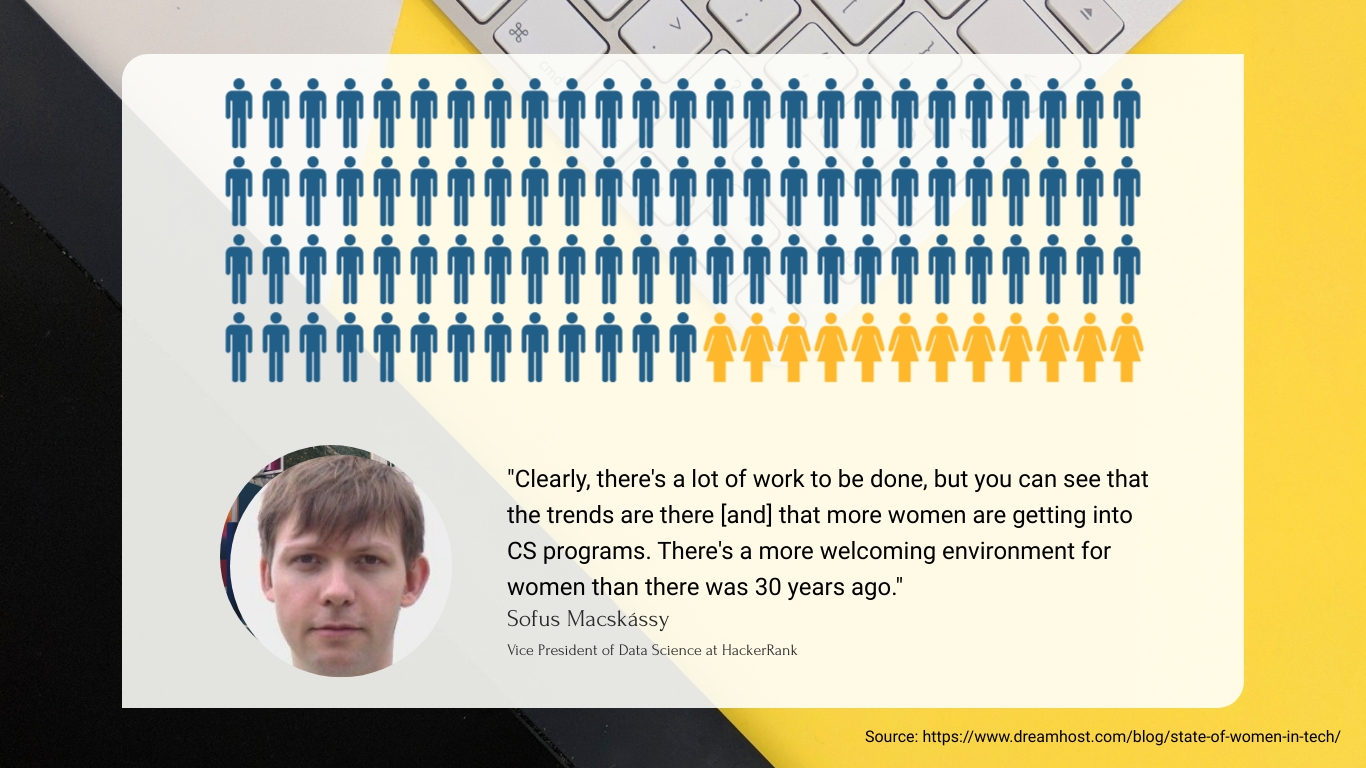 "Clearly, there's a lot of work to be done, but you can see that
the trends are there [and] that more women are getting into
CS programs. There's a more welcoming environment for
women than there was 30 years ago."
Sofus Macskássy
Vice President of Data Science at HackerRank
Source: https://www.dreamhost.com/blog/state-of-women-in-tech/